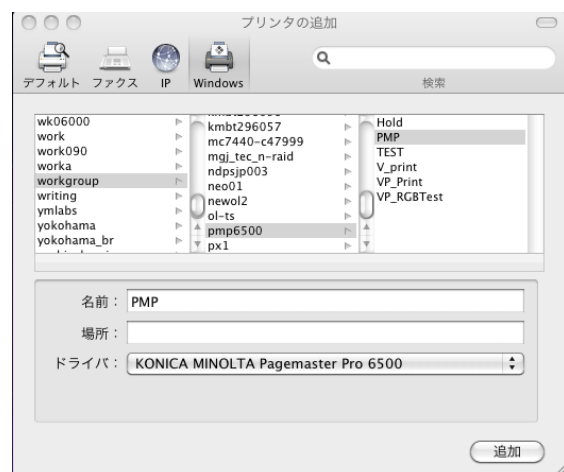 プリンタの追加
デフォルト
ファクス
IP
Windows
検索
wk06000
work
work090
worka
workgroup
writing
ymlabs
yokohama
yokohama_br
kmbt296057
mc7440-c47999
mgj_tec_n-raid
ndpsjp003
neo01
newol2
ol-ts
pmp6500
px1
Hold
PMP
TEST
V_print
VP_Print
VP_RGBTest
名前： PMP
場所：
ドライバ： KONICA MINOLTA Pagemaster Pro 6500
追加